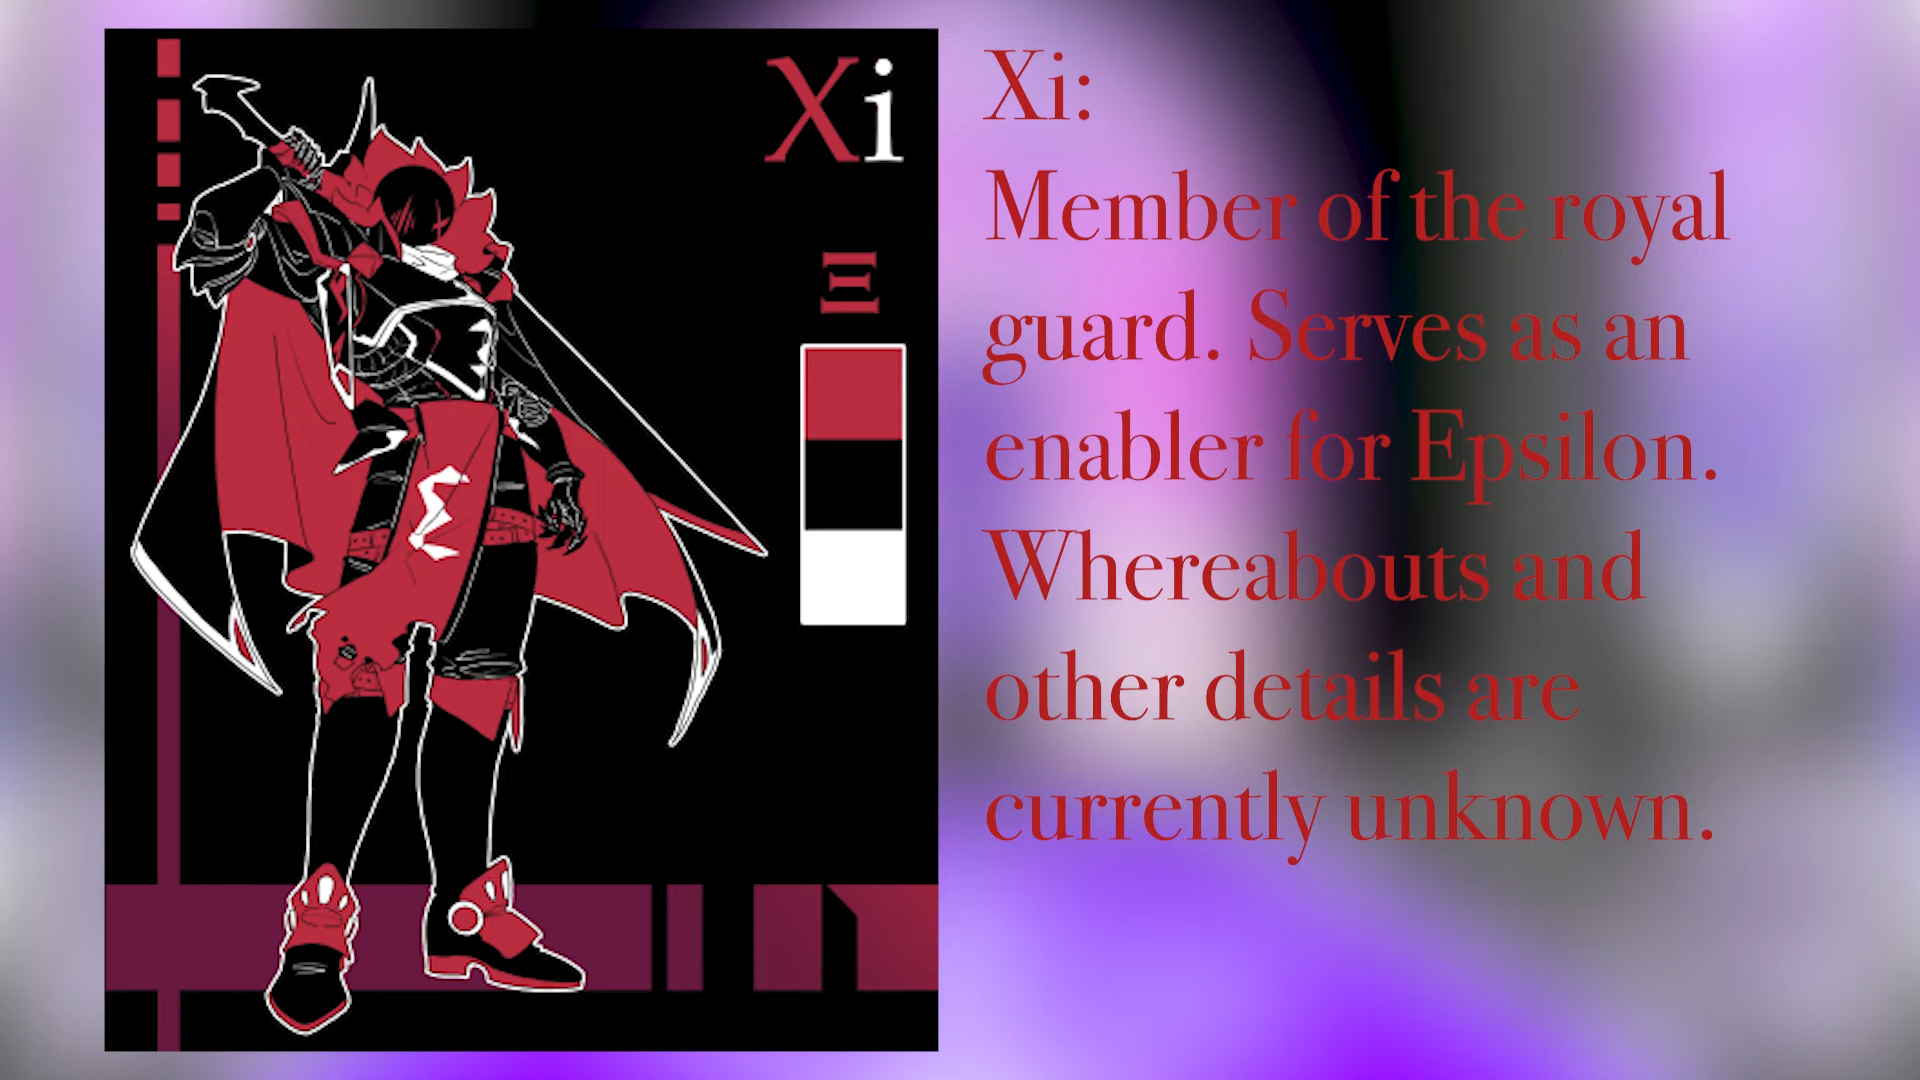 Xi
Ξ
Xi:
Member of the royal
guard. Serves as an
enabler for Epsilon.
Whereabouts and
other details are
currently unknown.